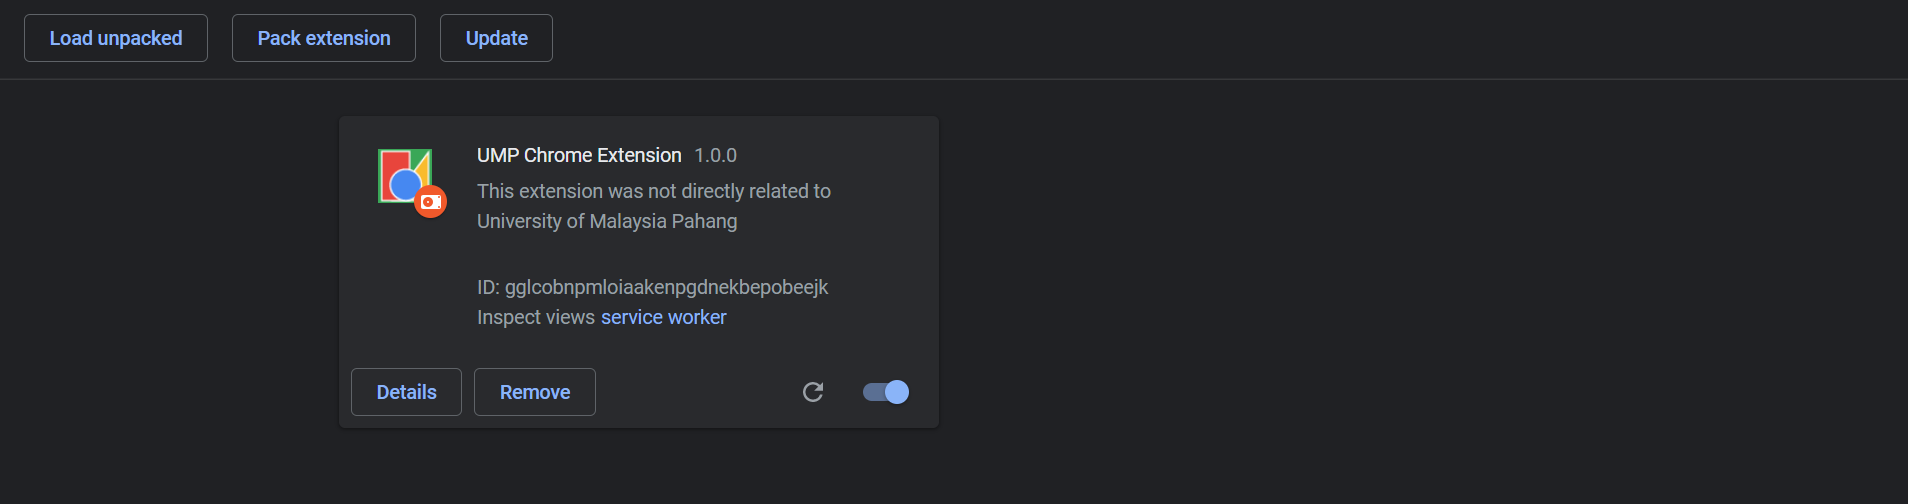 Load unpacked
Pack extension
Update
UMP Chrome Extension 1.0.0
This extension was not directly related to
University of Malaysia Pahang
ID: gglcobnpmloiaakenpgdnekbepobeejk
Inspect views service worker
Details
Remove